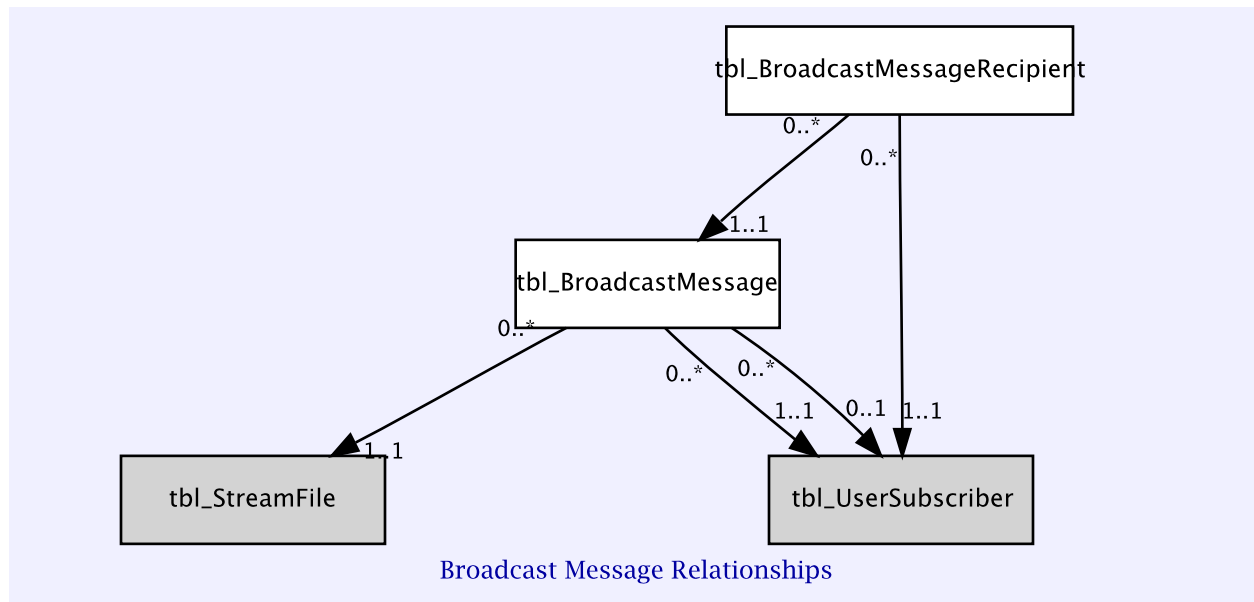 tbl_BroadcastMessageRecipient
0..*
0..*
1..1
tbl_BroadcastMessage
0..*
0..*
0..*
1..1
0..1
1..1
1..1
tbl_StreamFile
tbl_UserSubscriber
Broadcast Message Relationships